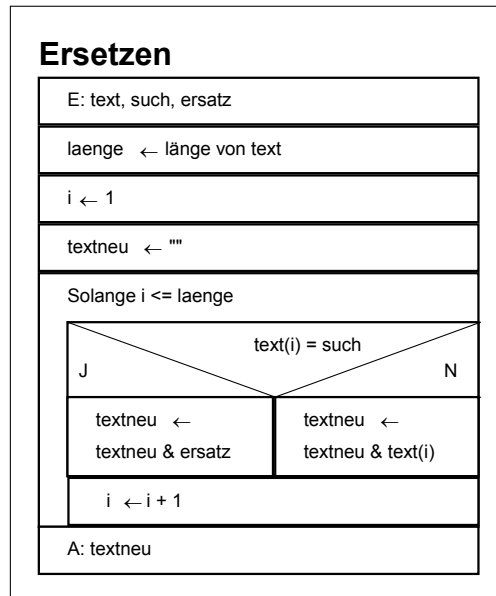 Ersetzen
E: text, such, ersatz
laenge ← länge von text
i ← 1
textneu ← ""
Solange i <= laenge
text(i) = such
J N
textneu ← textneu ←
textneu & ersatz textneu & text(i)
i ← i + 1
A: textneu